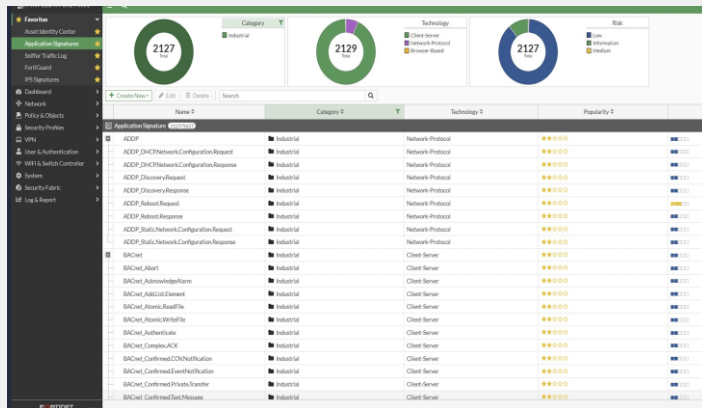 Favorites
Asset Identity Center
Application Signatures
Sniffer Traffic Log
FortiGuard
IPS Signatures
Dashboard
Network
Policy & Objects
Security Profiles
VPN
User & Authentication
WiFi & Switch Controller
System
Security Fabric
Log & Report
2127
Total
Category
Industrial
2129
Total
Technology
Client-Server
Network-Protocol
Browser-Based
2127
Total
Risk
Low
Information
Medium
Create New
Edit
Delete
Search
Name Category Technology Popularity
Application Signature
ADDP Industrial Network-Protocol
ADDP_DHCP.Network.Configuration.Request Industrial Network-Protocol
ADDP_DHCP.Network.Configuration.Response Industrial Network-Protocol
ADDP_Discovery.Request Industrial Network-Protocol
ADDP_Discovery.Response Industrial Network-Protocol
ADDP_Reboot.Request Industrial Network-Protocol
ADDP_Reboot.Response Industrial Network-Protocol
ADDP_Static.Network.Configuration.Request Industrial Network-Protocol
ADDP_Static.Network.Configuration.Response Industrial Network-Protocol
BACnet Industrial Client-Server
BACnet_Abort Industrial Client-Server
BACnet_AcknowledgeAlarm Industrial Client-Server
BACnet_Add.List.Element Industrial Client-Server
BACnet_Atomic.ReadFile Industrial Client-Server
BACnet_Atomic.WriteFile Industrial Client-Server
BACnet_Authenticate Industrial Client-Server
BACnet_Complex.ACK Industrial Client-Server
BACnet_Confirmed.COV.Notification Industrial Client-Server
BACnet_Confirmed.EventNotification Industrial Client-Server
BACnet_Confirmed.Private.Transfer Industrial Client-Server
BACnet_Confirmed.Text.Message Industrial Client-Server